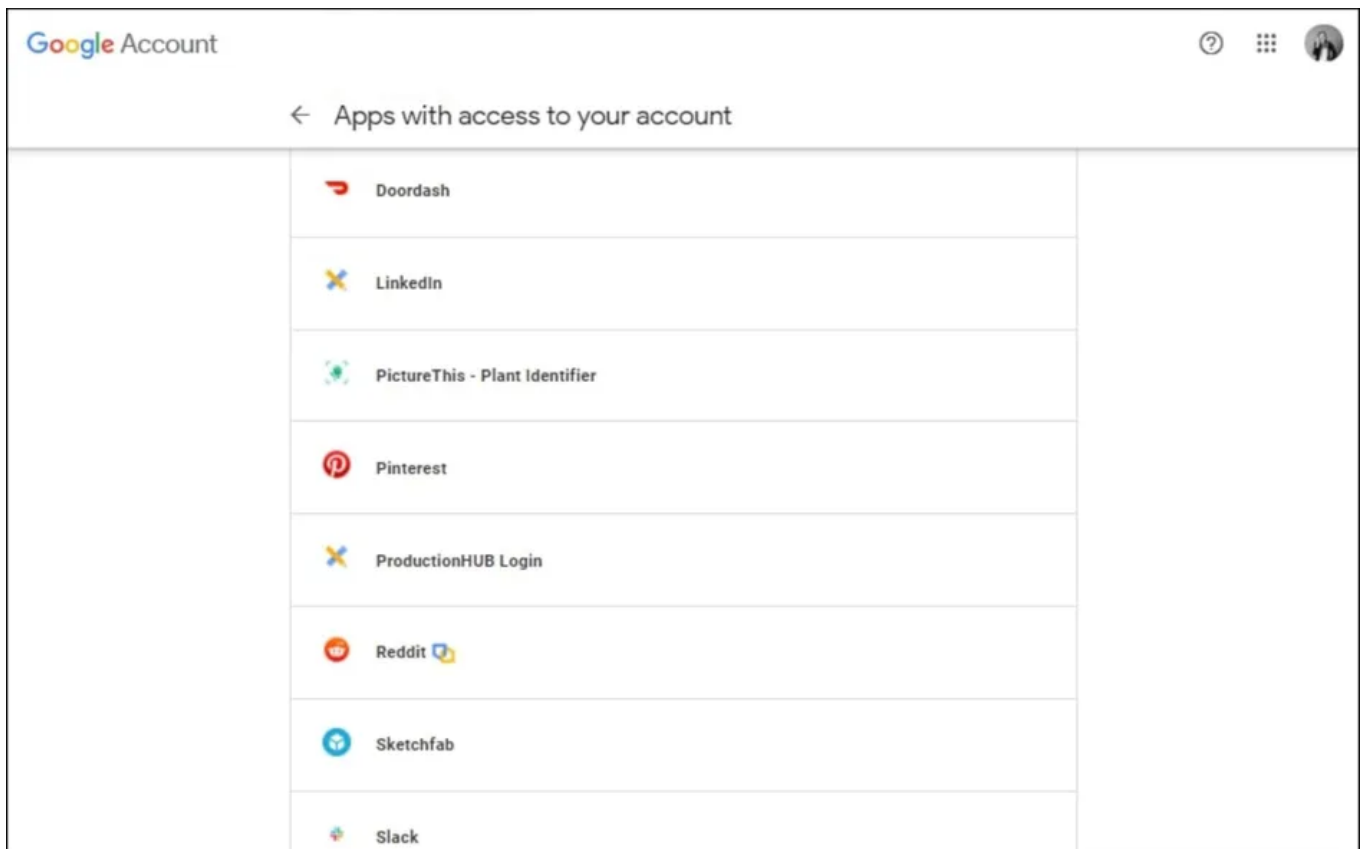 Google Account
Apps with access to your account
Doordash
LinkedIn
PictureThis - Plant Identifier
Pinterest
ProductionHUB Login
Reddit
Sketchfab
Slack